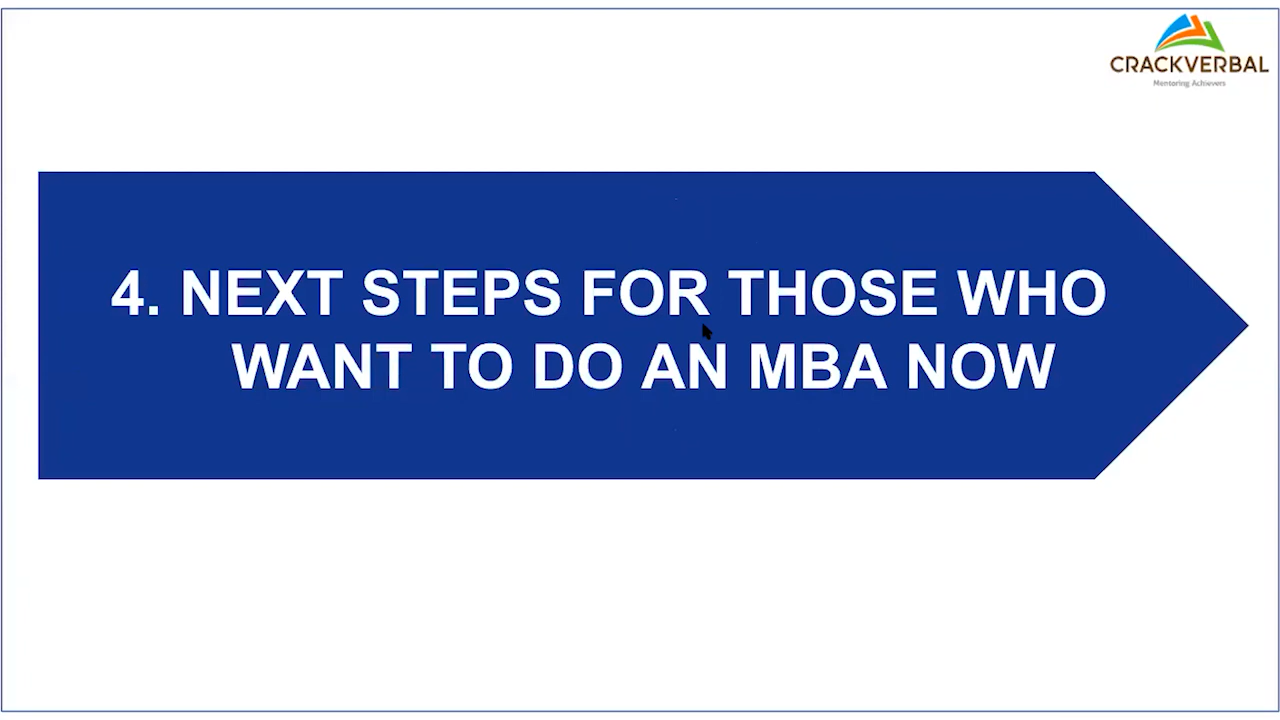 CRACKVERBAL
Mentoring Achievers
4. NEXT STEPS FOR THOSE WHO
WANT TO DO AN MBA NOW